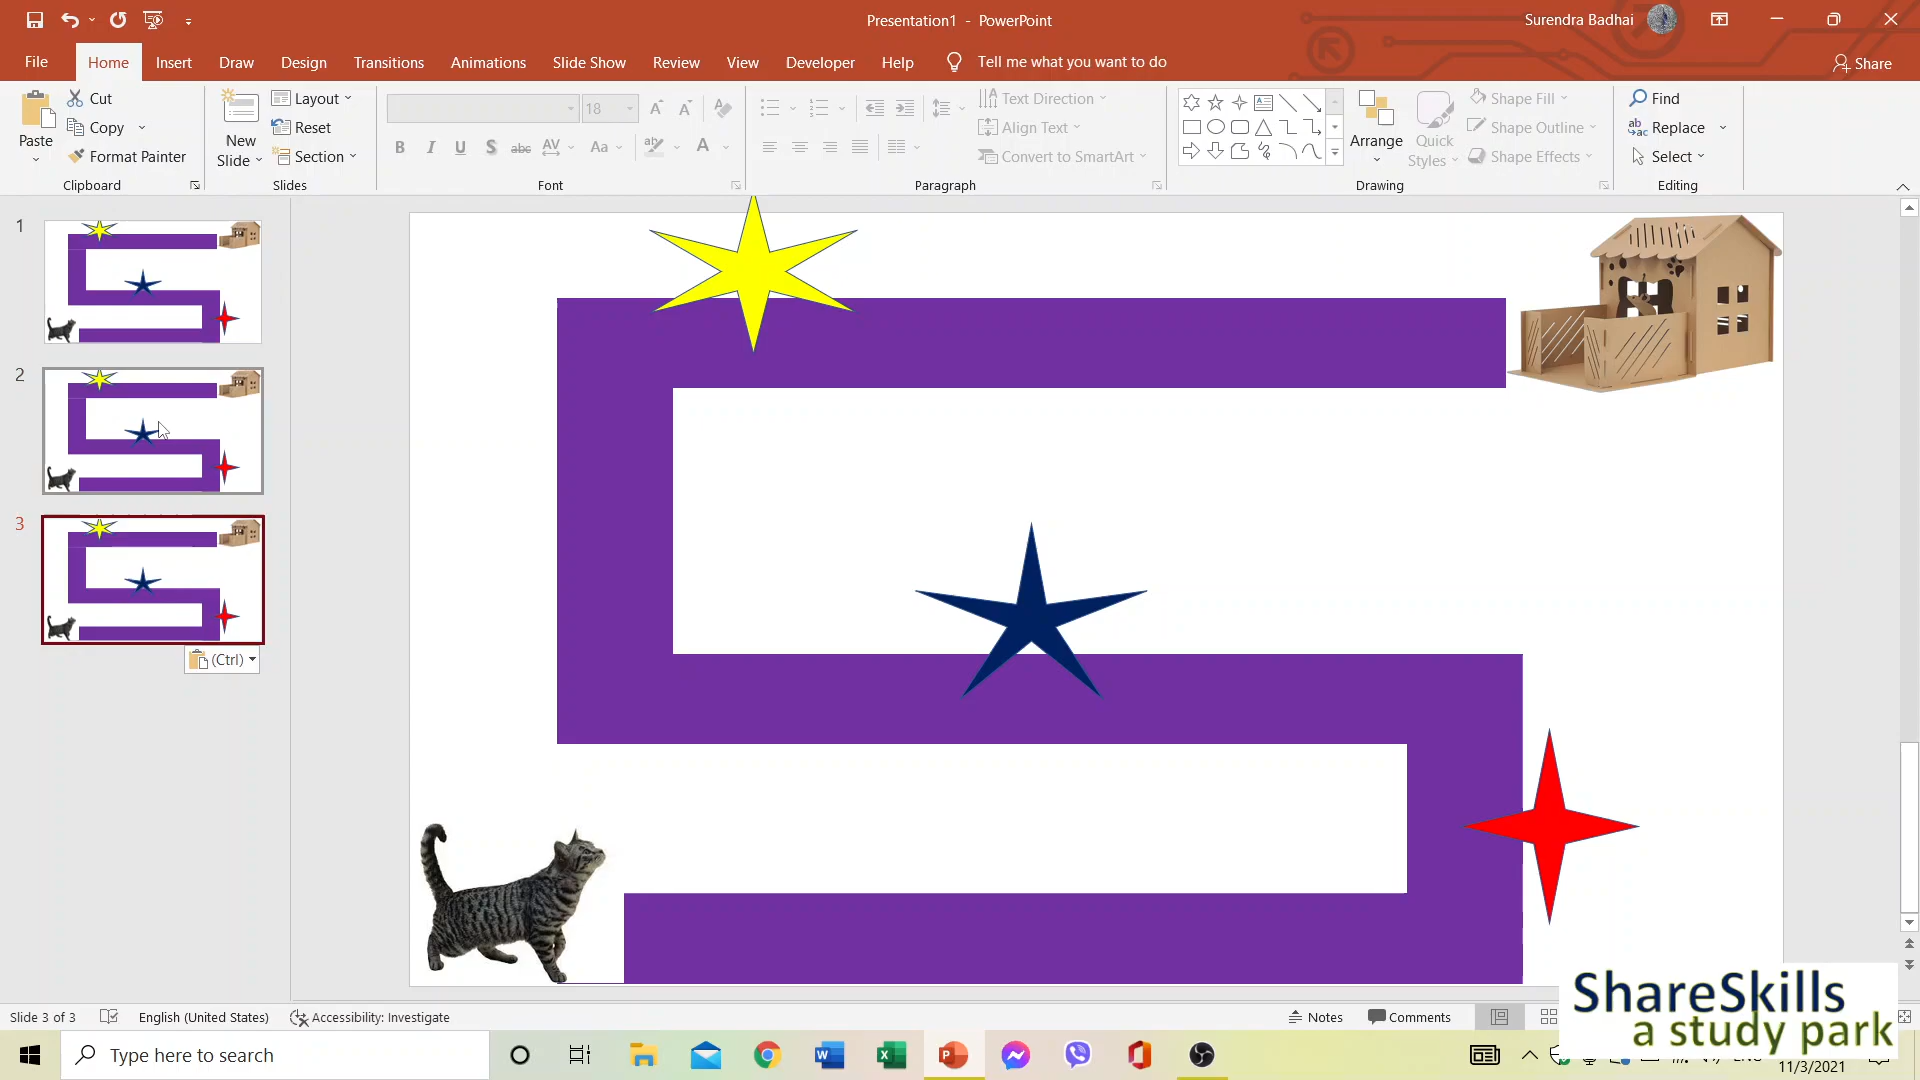 Presentation1 - PowerPoint
Surendra Badhai
File
Home
Insert
Draw
Design
Transitions
Animations
Slide Show
Review
View
Developer
Help
Tell me what you want to do
Share
Paste
Cut
Copy
Format Painter
Clipboard
New
Slide
Layout
Reset
Section
Slides
18
B I U S abc AV Aa A
Font
Text Direction
Align Text
Convert to SmartArt
Paragraph
Arrange
Quick
Styles
Shape Fill
Shape Outline
Shape Effects
Drawing
Find
Replace
Select
Editing
1
2
3
(Ctrl)
Slide 3 of 3
English (United States)
Accessibility: Investigate
Notes
Comments
ShareSkills
a study park
Type here to search
11/3/2021